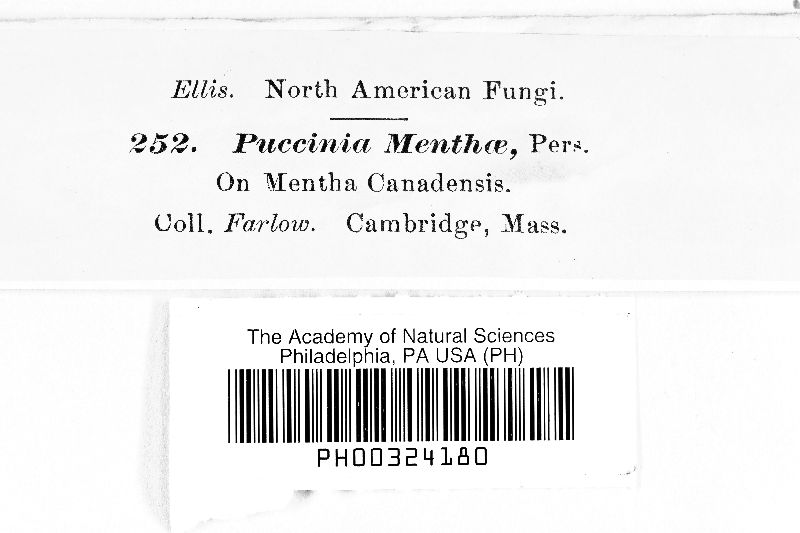 Ellis. North American Fungi.
252. Puccinia Menthæ, Pers.
On Mentha Canadensis.
Coll. Farlow. Cambridge, Mass.
The Academy of Natural Sciences
Philadelphia, PA USA (PH)
PH00324180